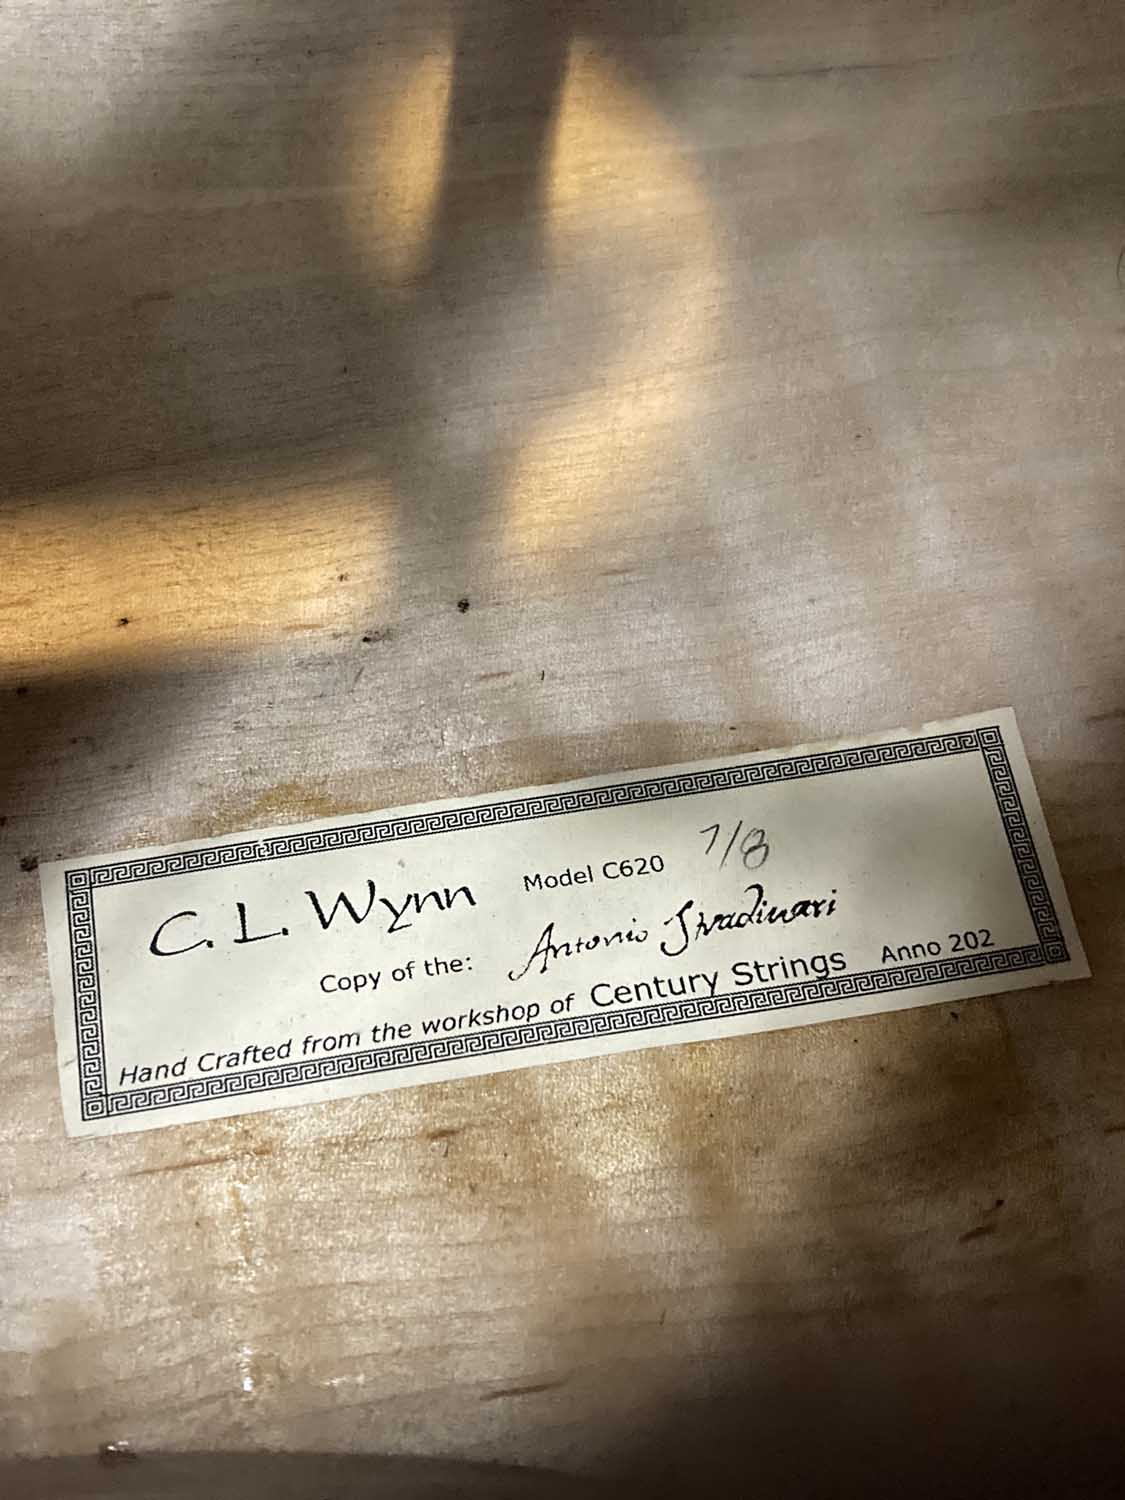 C. L. Wynn Model C620 7/8
Copy of the: Antonio Stradivari
Hand Crafted from the workshop of Century Strings Anno 202